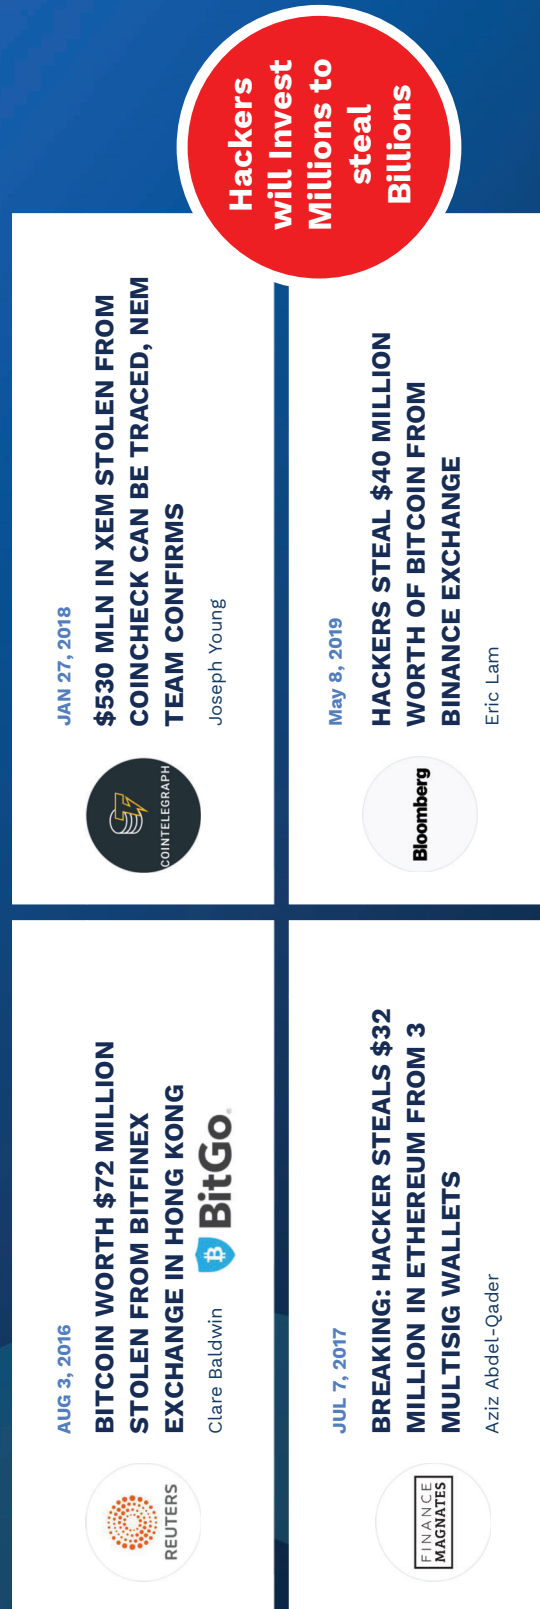 AUG 3, 2016
BITCOIN WORTH $72 MILLION
STOLEN FROM BITFINEX
EXCHANGE IN HONG KONG
Clare Baldwin
BitGo
REUTERS
JAN 27, 2018
$530 MLN IN XEM STOLEN FROM
COINCHECK CAN BE TRACED, NEM
TEAM CONFIRMS
Joseph Young
COINTELEGRAPH
Hackers
will Invest
Millions to
steal
Billions
JUL 7, 2017
BREAKING: HACKER STEALS $32
MILLION IN ETHEREUM FROM 3
MULTISIG WALLETS
Aziz Abdel-Qader
FINANCE
MAGNATES
May 8, 2019
HACKERS STEAL $40 MILLION
WORTH OF BITCOIN FROM
BINANCE EXCHANGE
Eric Lam
Bloomberg